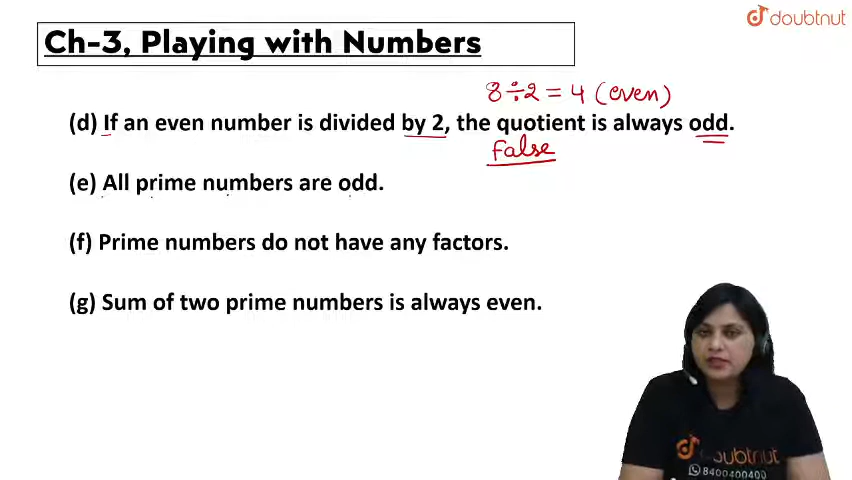 doubtnut
Ch-3, Playing with Numbers
8÷2 = 4 (even)
(d) If an even number is divided by 2, the quotient is always odd.
False
(e) All prime numbers are odd.
(f) Prime numbers do not have any factors.
(g) Sum of two prime numbers is always even.
doubtnut
8400400400